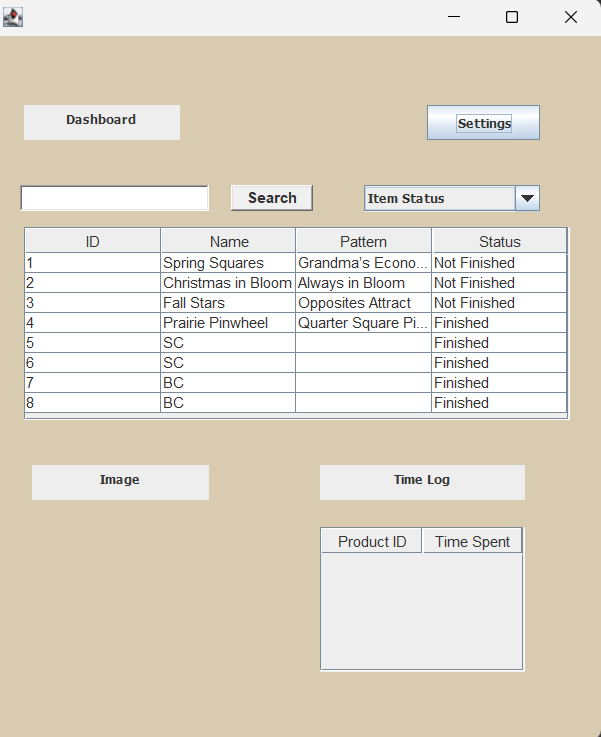 Dashboard Settings
Search Item Status
ID Name Pattern Status
1 Spring Squares Grandma's Econo... Not Finished
2 Christmas in Bloom Always in Bloom Not Finished
3 Fall Stars Opposites Attract Not Finished
4 Prairie Pinwheel Quarter Square Pi... Finished
5 SC Finished
6 SC Finished
7 BC Finished
8 BC Finished
Image Time Log
Product ID Time Spent